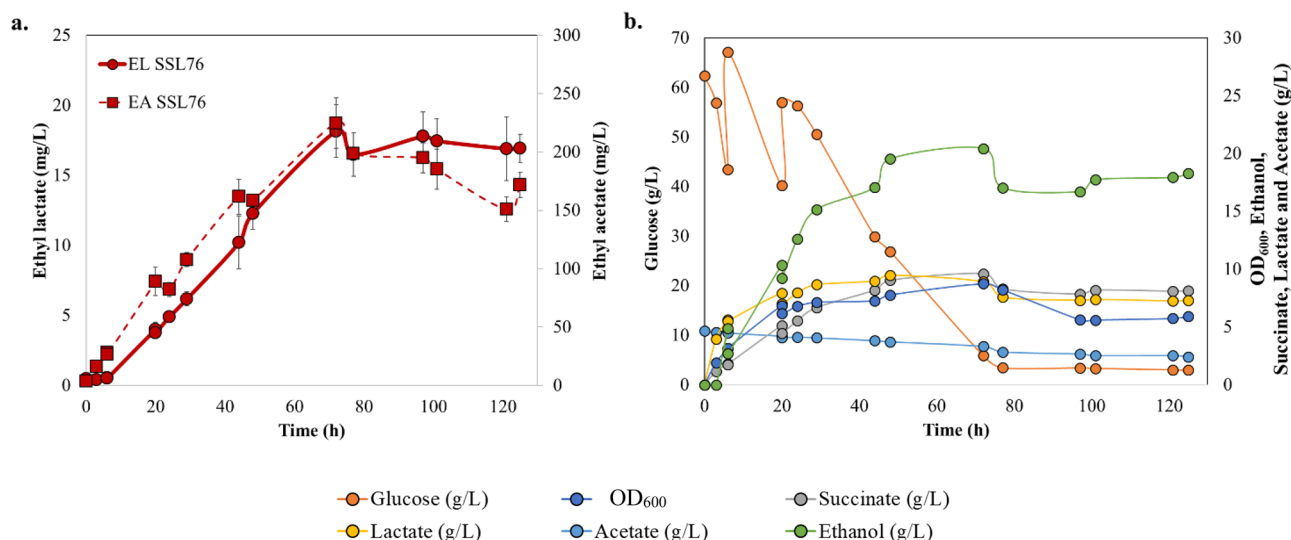 a.
25
20
15
10
5
0
Ethyl lactate (mg/L)
EL SSL76
EA SSL76
300
250
200
150
100
50
0
Ethyl acetate (mg/L)
0 20 40 60 80 100 120
Time (h)
b.
70
60
50
40
30
20
10
0
Glucose (g/L)
30
25
20
15
10
5
0
OD₆₀₀, Ethanol,
Succinate, Lactate and Acetate (g/L)
0 20 40 60 80 100 120
Time (h)
Glucose (g/L) OD₆₀₀ Succinate (g/L)
Lactate (g/L) Acetate (g/L) Ethanol (g/L)